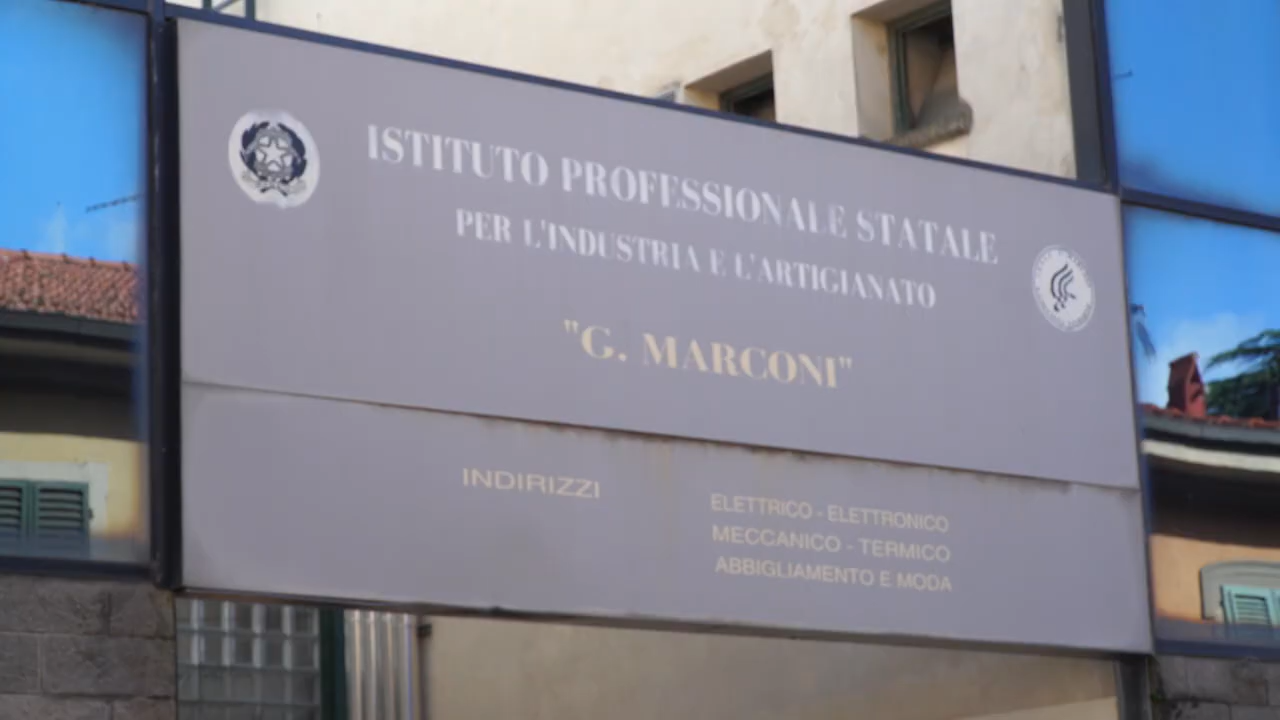 ISTITUTO PROFESSIONALE STATALE
PER L'INDUSTRIA E L'ARTIGIANATO
"G. MARCONI"
INDIRIZZI
ELETTRICO - ELETTRONICO
MECCANICO - TERMICO
ABBIGLIAMENTO E MODA